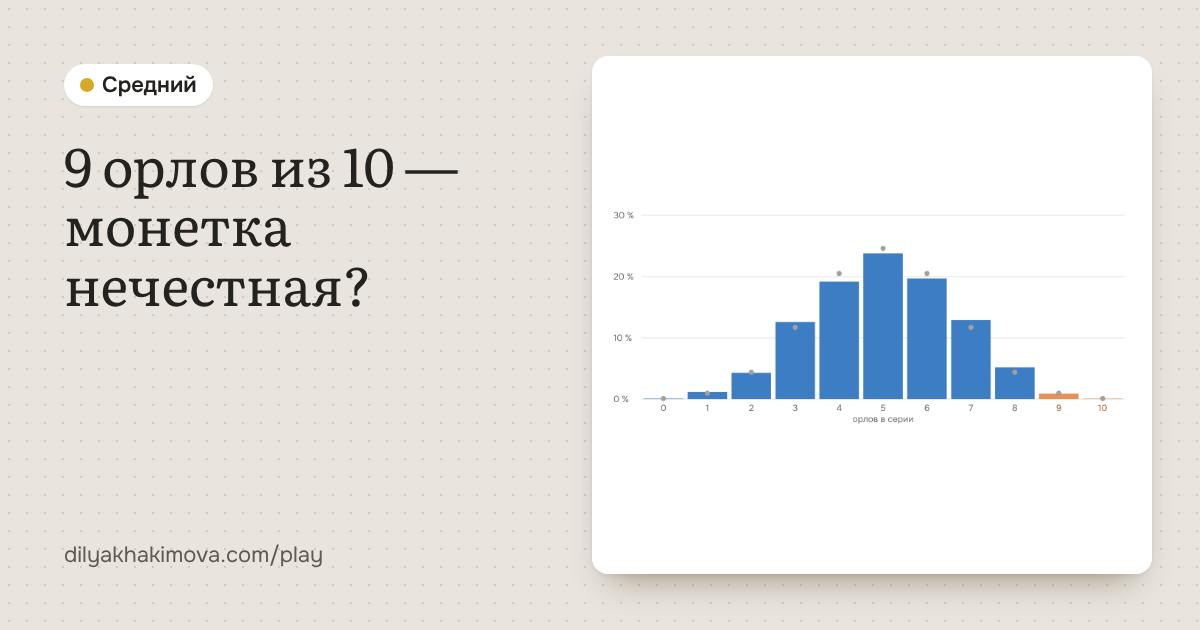 Средний
9 орлов из 10 —
монетка
нечестная?
dilyakhakimova.com/play
30 %
20 %
10 %
0 %
0 1 2 3 4 5 6 7 8 9 10
орлов в серии